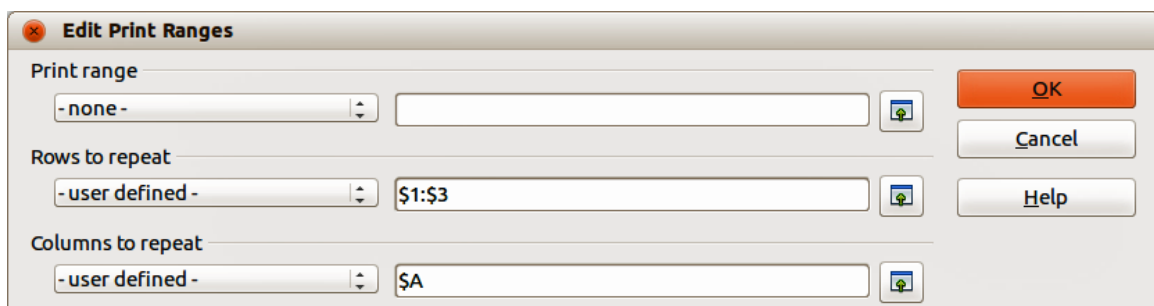 Edit Print Ranges
Print range
- none -
OK
Cancel
Rows to repeat
- user defined -
$1:$3
Help
Columns to repeat
- user defined -
$A